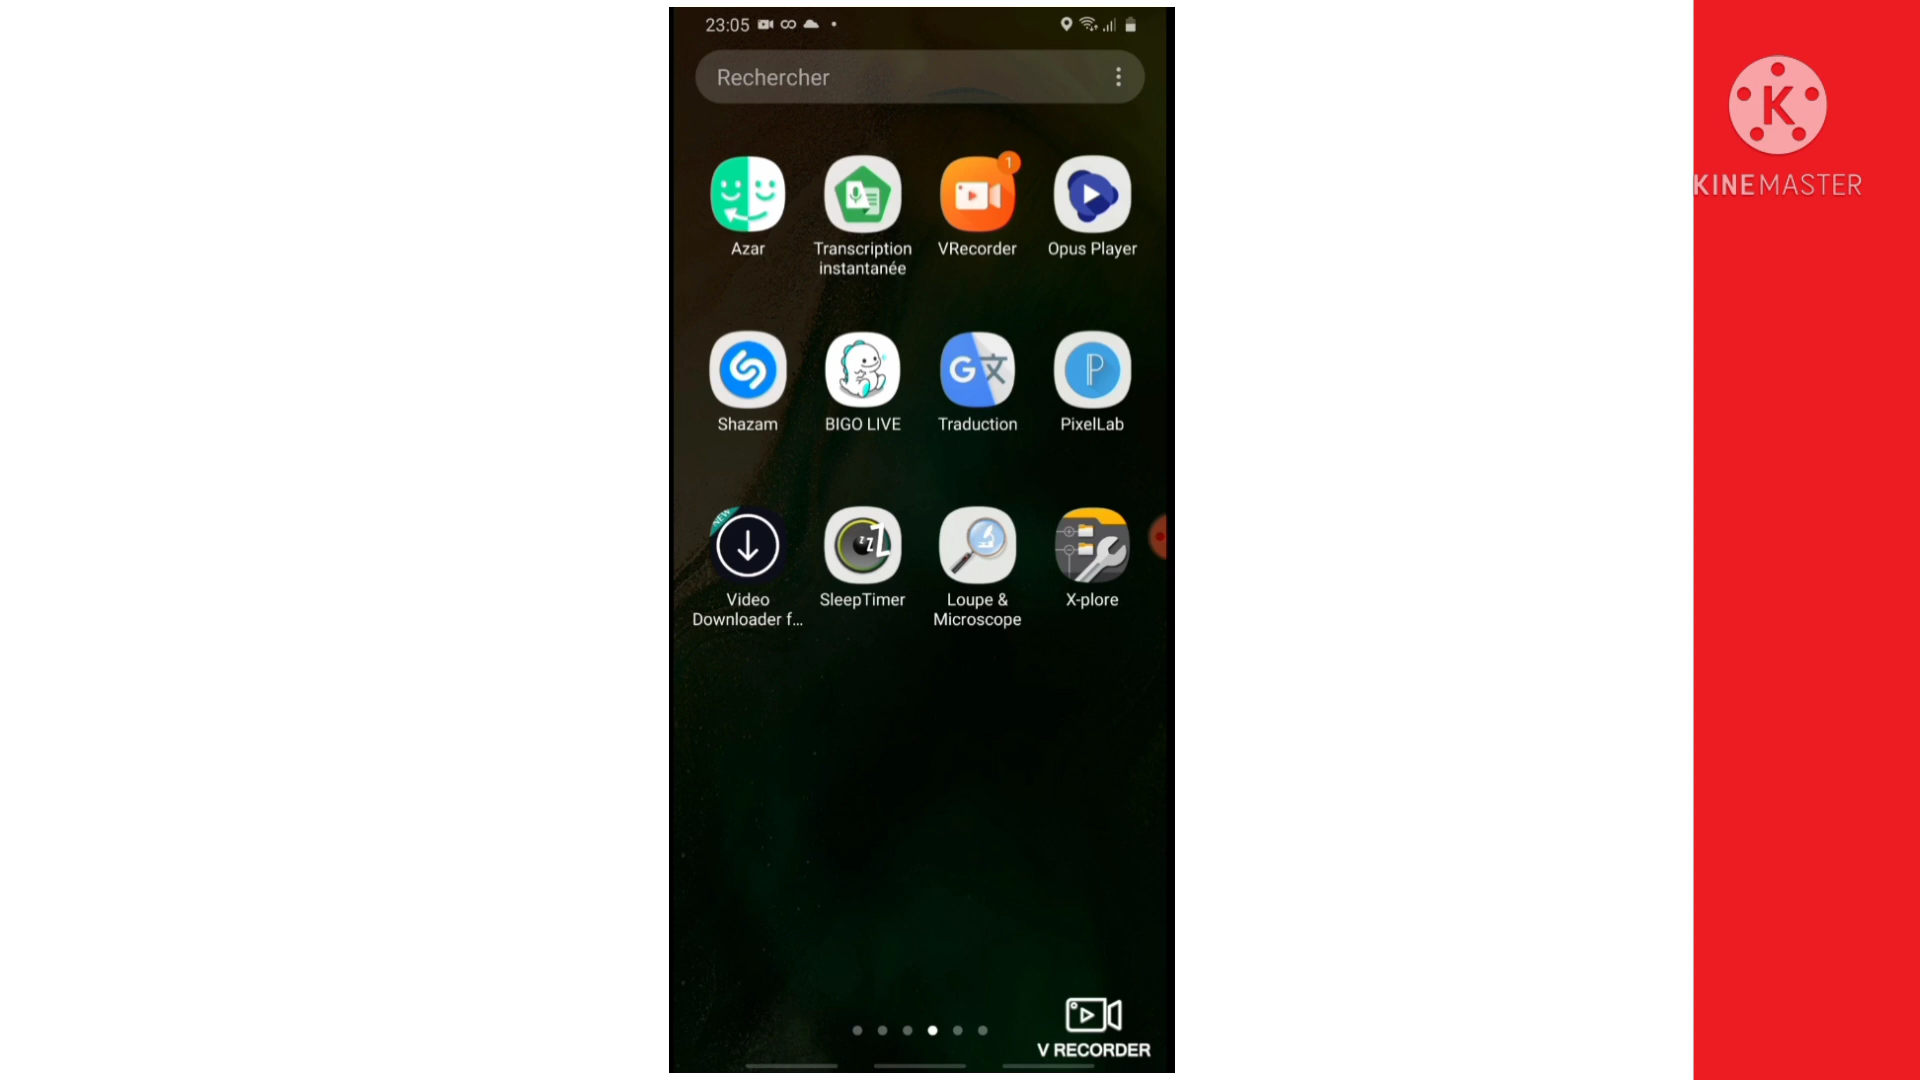 23:05
Rechercher
KINEMASTER
1
Azar
Transcription
instantanée
VRecorder
Opus Player
Shazam
BIGO LIVE
Traduction
PixelLab
NEW
Video
Downloader f...
SleepTimer
Loupe &
Microscope
X-plore
V RECORDER